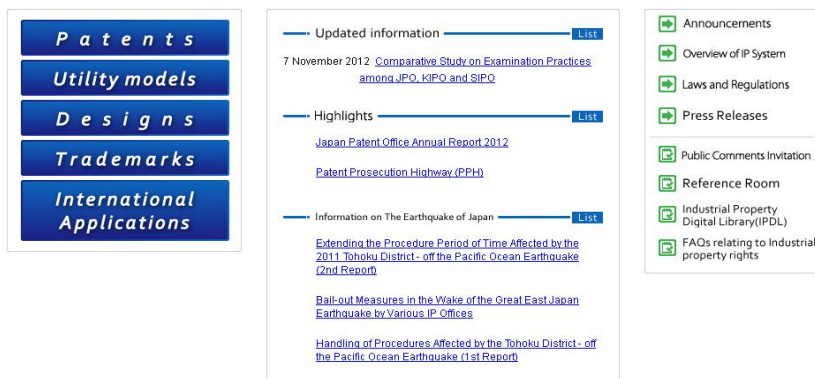 Patents
Utility models
Designs
Trademarks
International
Applications
Updated information
List
7 November 2012 Comparative Study on Examination Practices
among JPO, KIPO and SIPO
Highlights
List
Japan Patent Office Annual Report 2012
Patent Prosecution Highway (PPH)
Information on The Earthquake of Japan
List
Extending the Procedure Period of Time Affected by the
2011 Tohoku District - off the Pacific Ocean Earthquake
(2nd Report)
Bail-out Measures in the Wake of the Great East Japan
Earthquake by Various IP Offices
Handling of Procedures Affected by the Tohoku District - off
the Pacific Ocean Earthquake (1st Report)
Announcements
Overview of IP System
Laws and Regulations
Press Releases
Public Comments Invitation
Reference Room
Industrial Property
Digital Library(IPDL)
FAQs relating to Industrial
property rights